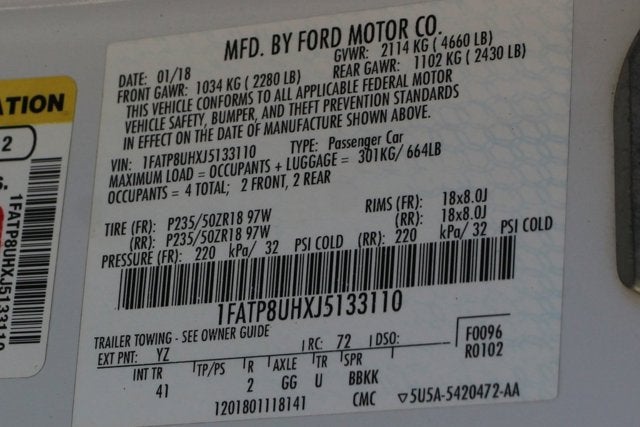 MFD. BY FORD MOTOR CO.
DATE: 01/18 GVWR: 2114 KG ( 4660 LB)
FRONT GAWR: 1034 KG ( 2280 LB) REAR GAWR: 1102 KG ( 2430 LB)
THIS VEHICLE CONFORMS TO ALL APPLICABLE FEDERAL MOTOR
VEHICLE SAFETY, BUMPER, AND THEFT PREVENTION STANDARDS
IN EFFECT ON THE DATE OF MANUFACTURE SHOWN ABOVE.
VIN: 1FATP8UHXJ5133110 TYPE: Passenger Car
MAXIMUM LOAD = OCCUPANTS + LUGGAGE = 301KG/ 664LB
OCCUPANTS = 4 TOTAL; 2 FRONT, 2 REAR
TIRE (FR): P235/50ZR18 97W RIMS (FR): 18x8.0J
(RR): P235/50ZR18 97W (RR): 18x8.0J
PRESSURE (FR): 220 kPa/ 32 PSI COLD (RR): 220 kPa/ 32 PSI COLD
1FATP8UHXJ5133110
TRAILER TOWING - SEE OWNER GUIDE
EXT PNT: YZ RC: 72 DSO: F0096
R0102
INT TR TP/PS R AXLE TR SPR
41 2 GG U BBKK
1201801118141 CMC ▽5U5A-5420472-AA
ATION
2
1FATP8UHXJ5133110